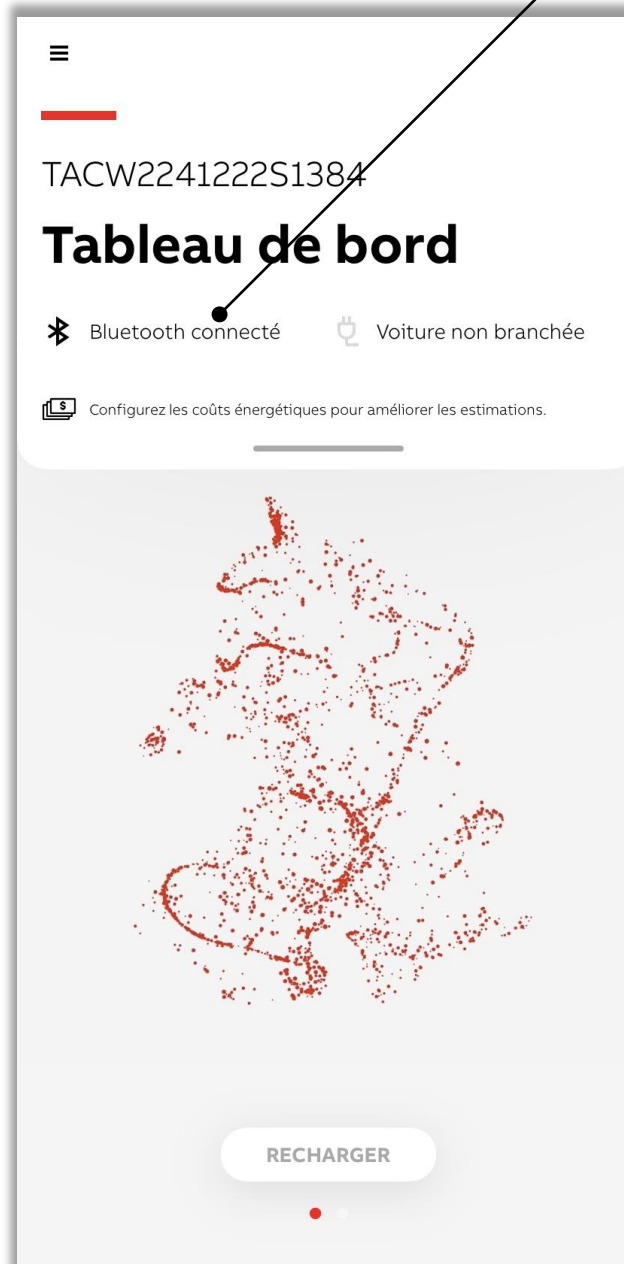 TACW2241222S1384
Tableau de bord
Bluetooth connecté
Voiture non branchée
$ Configurez les coûts énergétiques pour améliorer les estimations.
RECHARGER